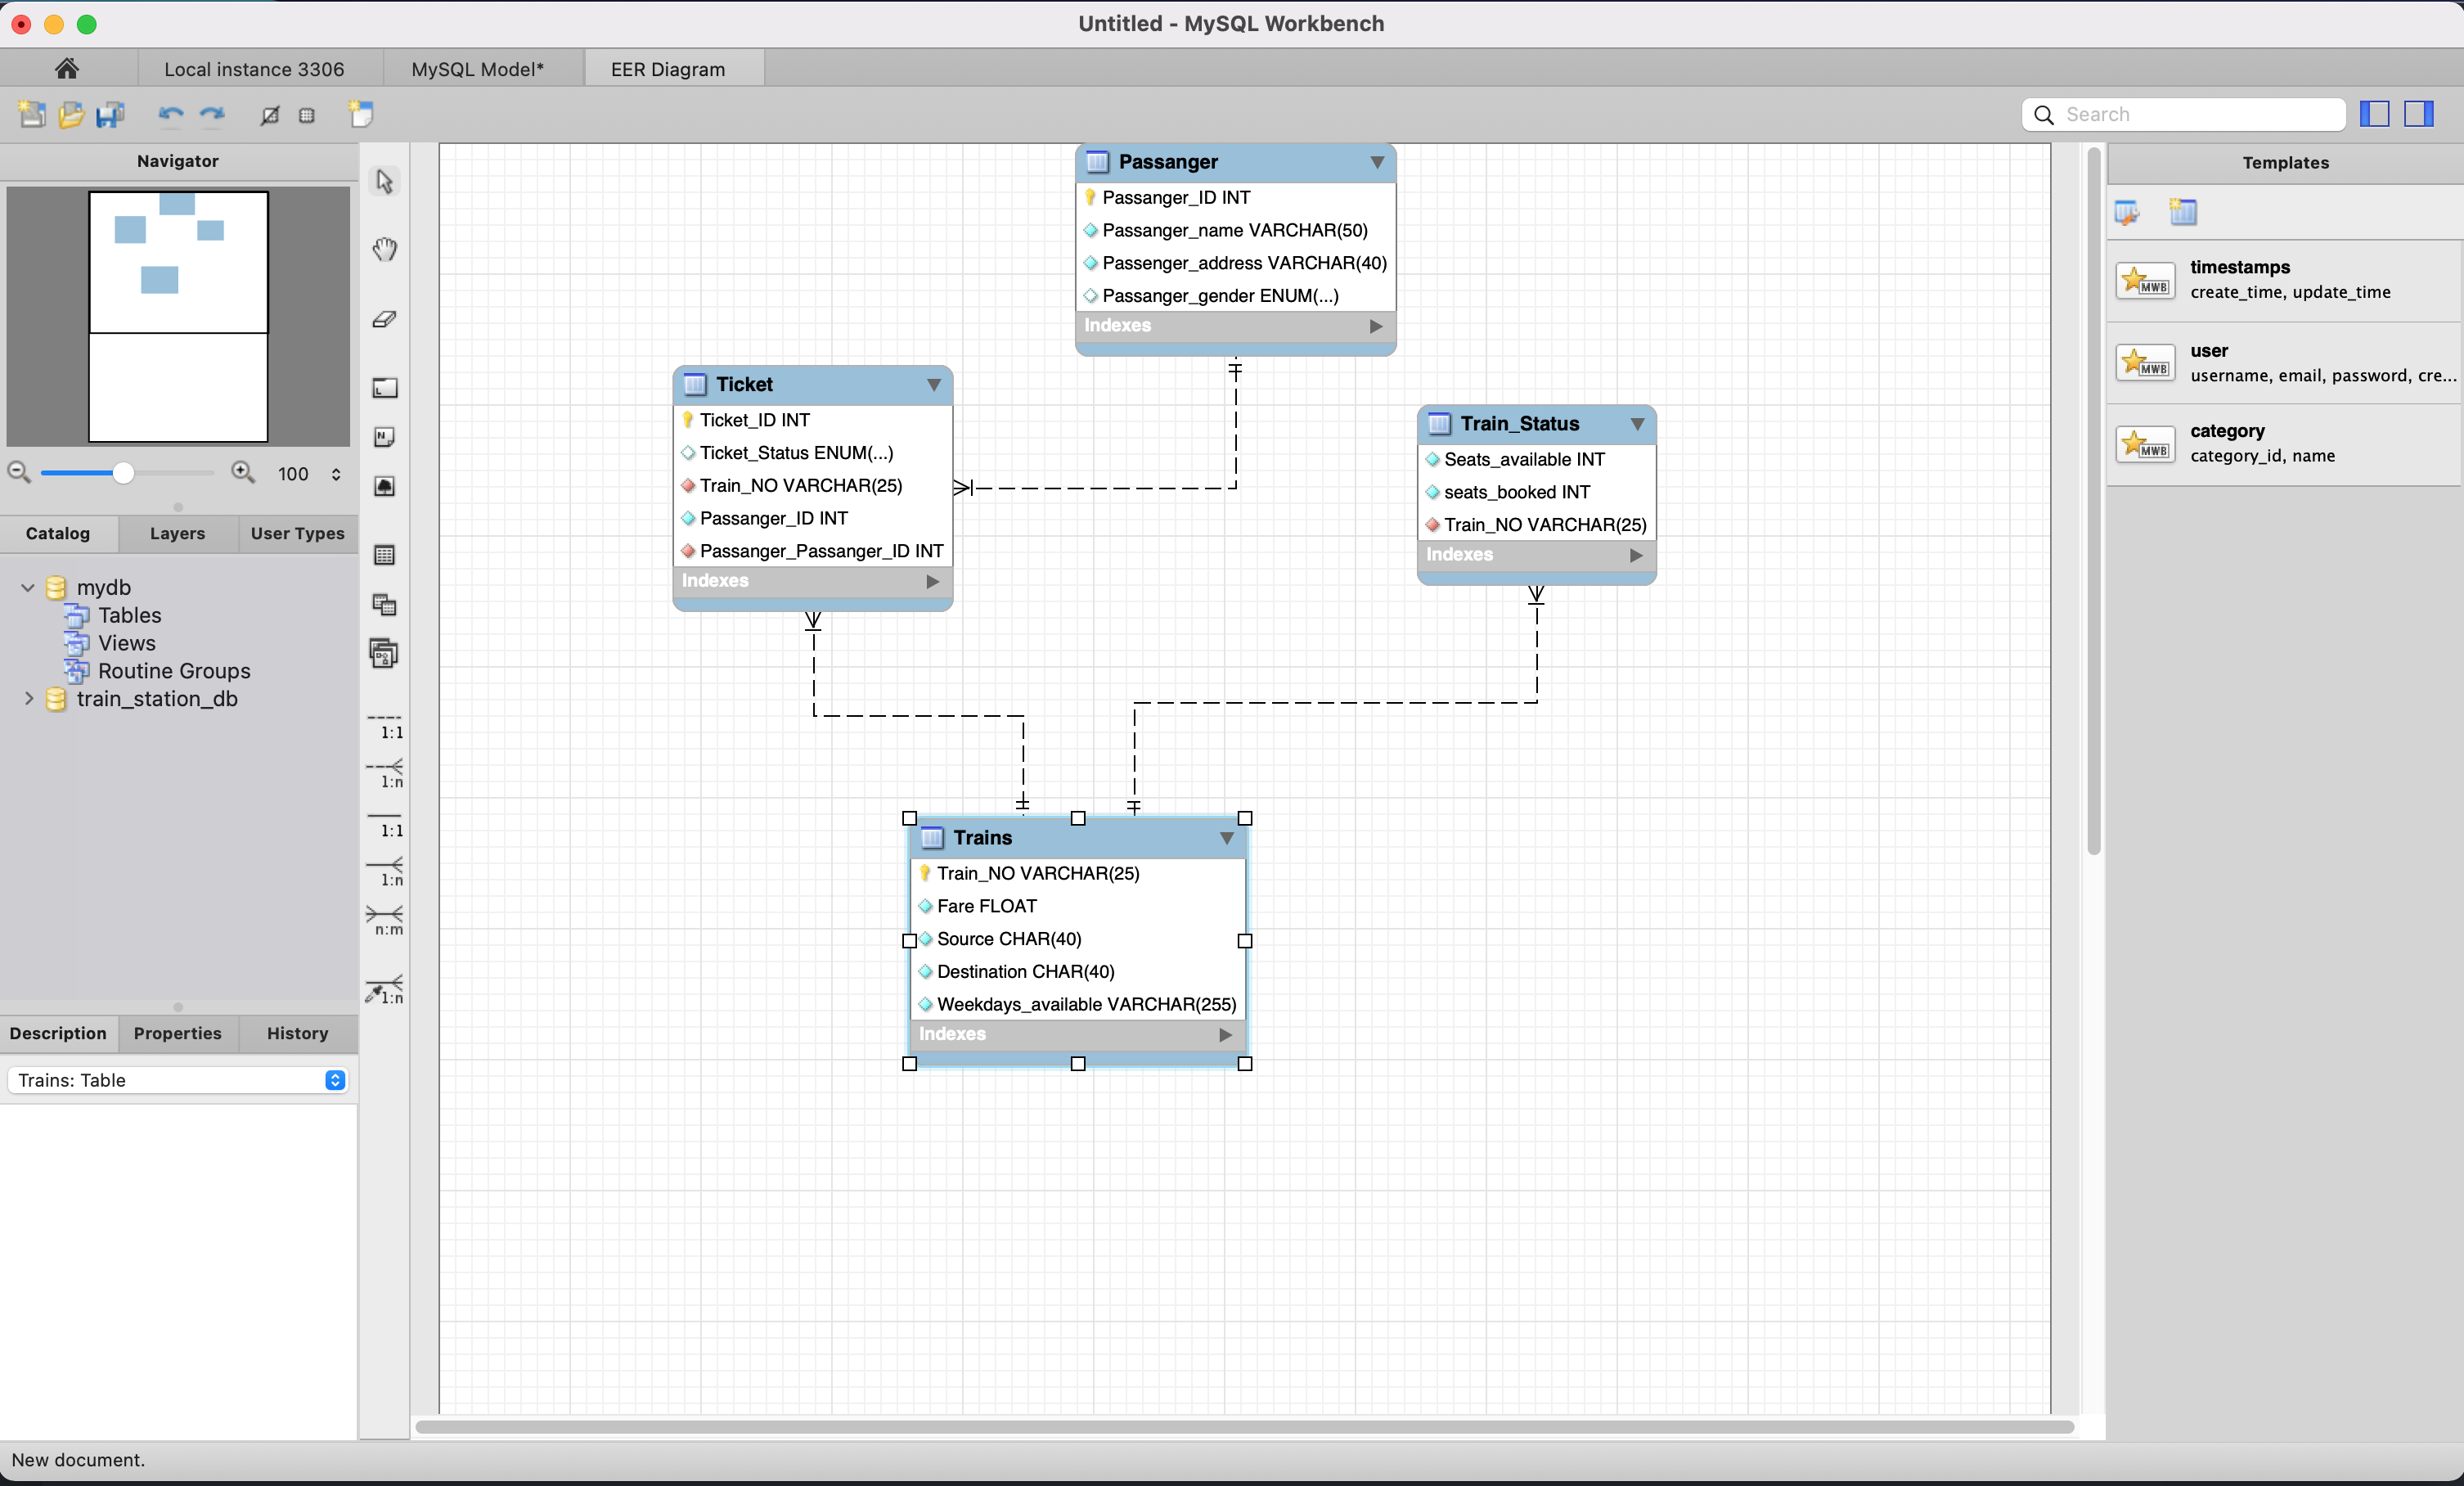 Untitled - MySQL Workbench
Local instance 3306
MySQL Model*
EER Diagram
Search
Navigator
100
Catalog
Layers
User Types
mydb
Tables
Views
Routine Groups
train_station_db
Description
Properties
History
Trains: Table
1:1
1:n
1:1
1:n
n:m
1:n
Passanger
Passanger_ID INT
Passanger_name VARCHAR(50)
Passenger_address VARCHAR(40)
Passanger_gender ENUM(...)
Indexes
Ticket
Ticket_ID INT
Ticket_Status ENUM(...)
Train_NO VARCHAR(25)
Passanger_ID INT
Passanger_Passanger_ID INT
Indexes
Train_Status
Seats_available INT
seats_booked INT
Train_NO VARCHAR(25)
Indexes
Trains
Train_NO VARCHAR(25)
Fare FLOAT
Source CHAR(40)
Destination CHAR(40)
Weekdays_available VARCHAR(255)
Indexes
Templates
MWB
timestamps
create_time, update_time
MWB
user
username, email, password, cre...
MWB
category
category_id, name
New document.